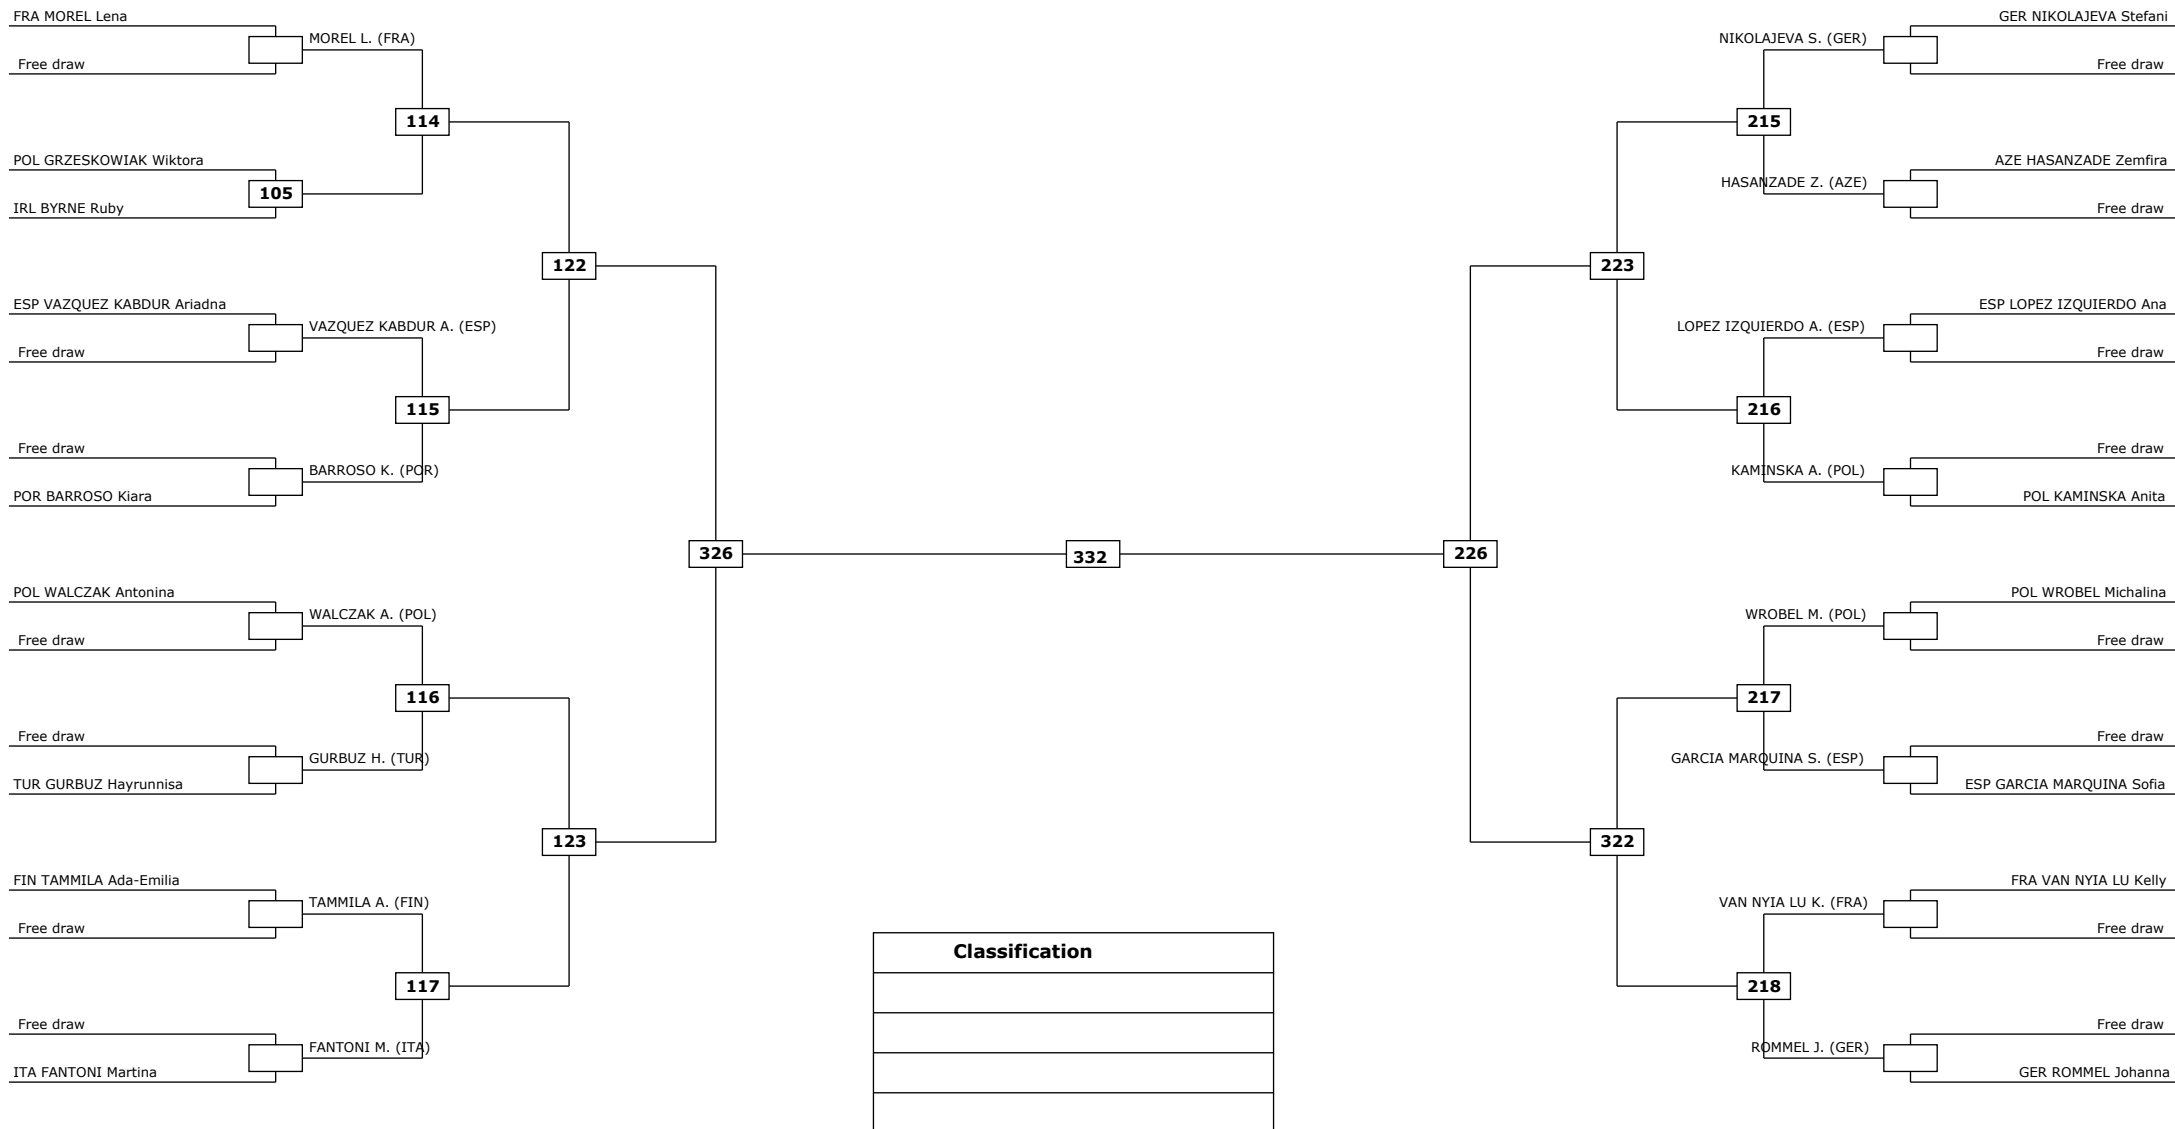 FRA MOREL Lena
MOREL L. (FRA)
Free draw
114
POL GRZESKOWIAK Wiktora
105
IRL BYRNE Ruby
122
ESP VAZQUEZ KABDUR Ariadna
VAZQUEZ KABDUR A. (ESP)
Free draw
115
Free draw
BARROSO K. (POR)
POR BARROSO Kiara
326
POL WALCZAK Antonina
WALCZAK A. (POL)
Free draw
116
Free draw
GURBUZ H. (TUR)
TUR GURBUZ Hayrunnisa
123
FIN TAMMILA Ada-Emilia
TAMMILA A. (FIN)
Free draw
117
Free draw
FANTONI M. (ITA)
ITA FANTONI Martina
332
Classification
GER NIKOLAJEVA Stefani
NIKOLAJEVA S. (GER)
Free draw
215
AZE HASANZADE Zemfira
HASANZADE Z. (AZE)
Free draw
223
ESP LOPEZ IZQUIERDO Ana
LOPEZ IZQUIERDO A. (ESP)
Free draw
216
Free draw
KAMINSKA A. (POL)
POL KAMINSKA Anita
226
POL WROBEL Michalina
WROBEL M. (POL)
Free draw
217
Free draw
GARCIA MARQUINA S. (ESP)
ESP GARCIA MARQUINA Sofia
322
FRA VAN NYIA LU Kelly
VAN NYIA LU K. (FRA)
Free draw
218
Free draw
ROMMEL J. (GER)
GER ROMMEL Johanna